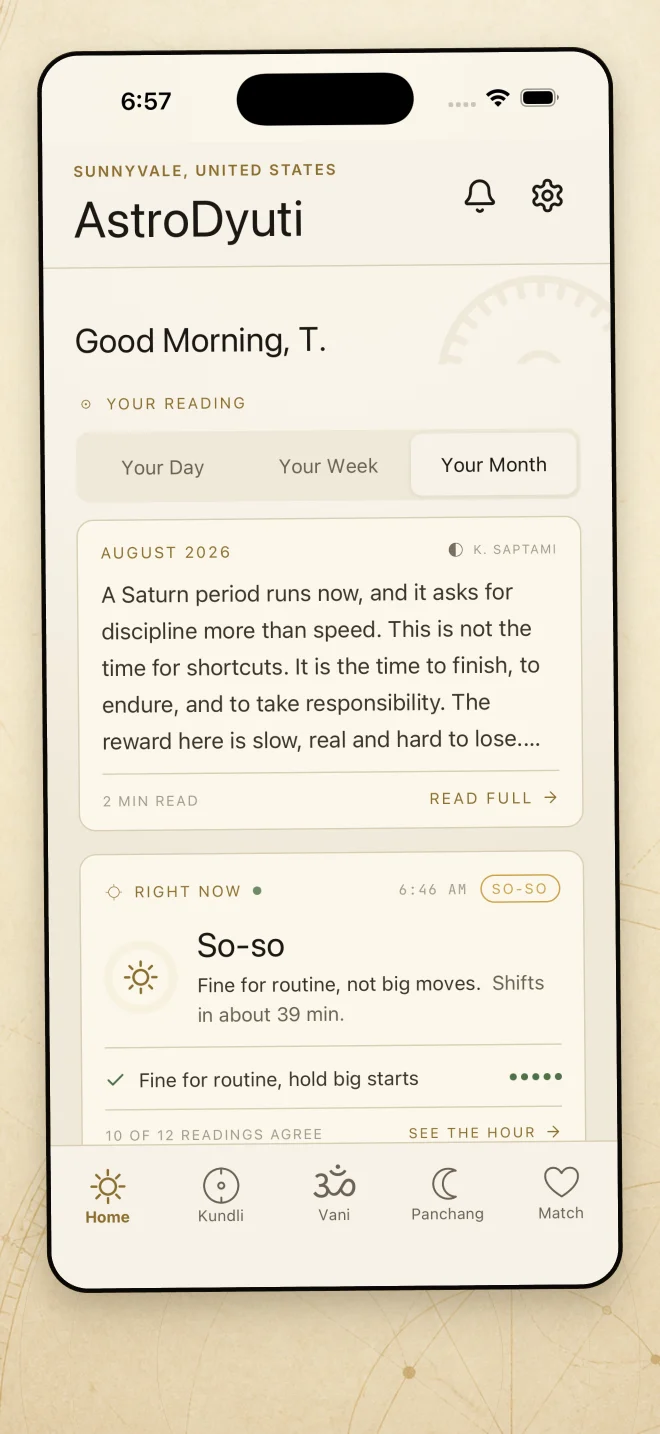 6:57
SUNNYVALE, UNITED STATES
AstroDyuti
Good Morning, T.
YOUR READING
Your Day Your Week Your Month
AUGUST 2026 K. SAPTAMI
A Saturn period runs now, and it asks for
discipline more than speed. This is not the
time for shortcuts. It is the time to finish, to
endure, and to take responsibility. The
reward here is slow, real and hard to lose....
2 MIN READ READ FULL →
RIGHT NOW 6:46 AM SO-SO
So-so
Fine for routine, not big moves. Shifts
in about 39 min.
Fine for routine, hold big starts
10 OF 12 READINGS AGREE SEE THE HOUR →
ॐ
Home Kundli Vani Panchang Match